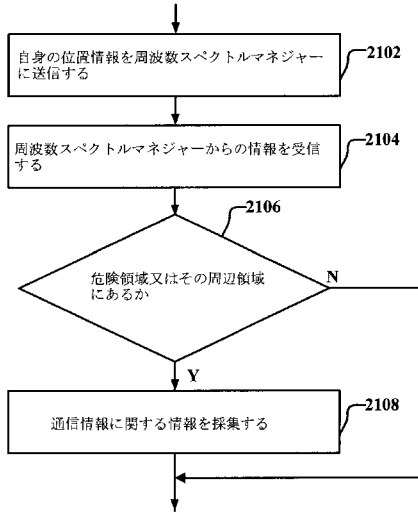 自身の位置情報を周波数スペクトルマネジャー
に送信する
2102
周波数スペクトルマネジャーからの情報を受信
する
2104
2106
危険領域又はその周辺領域
にあるか
N
Y
通信情報に関する情報を採集する
2108